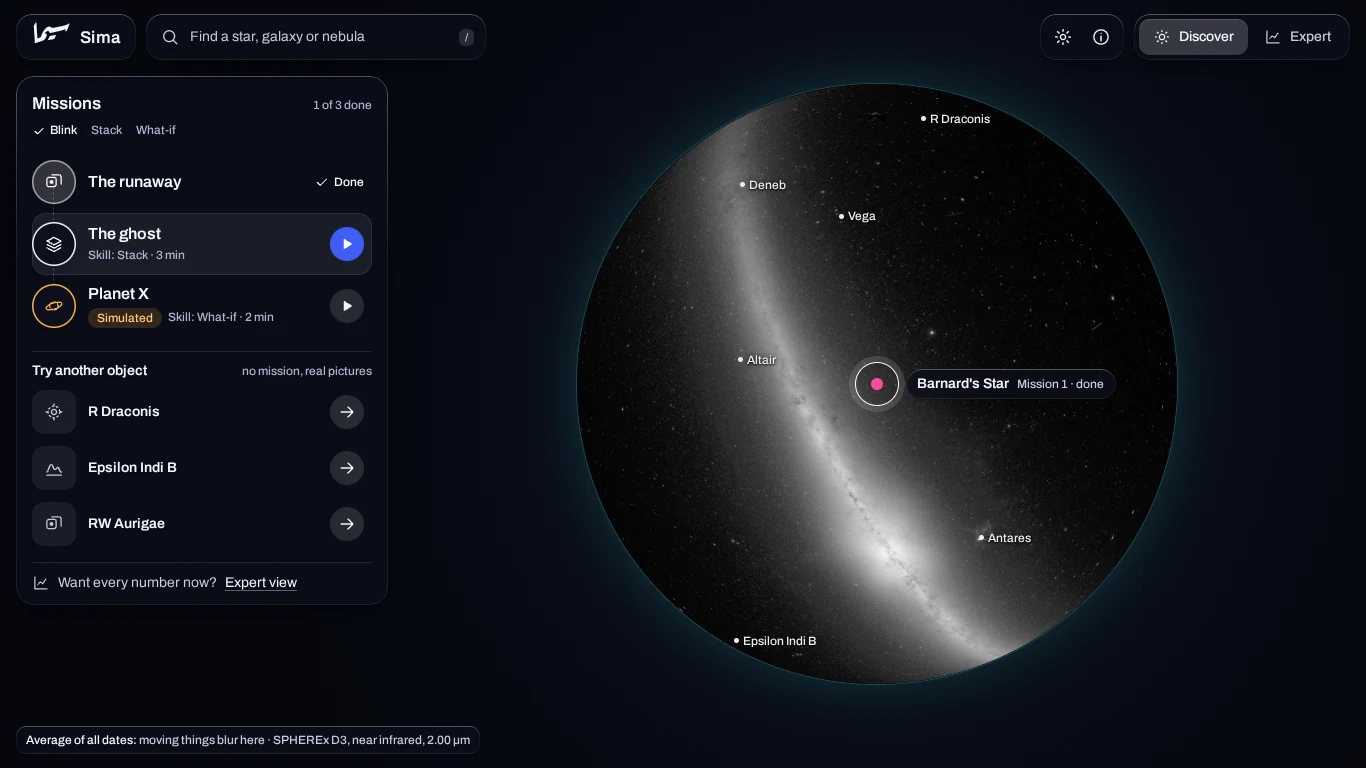 Sima
Find a star, galaxy or nebula
/
Discover
Expert
Missions
1 of 3 done
Blink
Stack
What-if
The runaway
Done
The ghost
Skill: Stack · 3 min
Planet X
Simulated
Skill: What-if · 2 min
Try another object
no mission, real pictures
R Draconis
Epsilon Indi B
RW Aurigae
Want every number now? Expert view
R Draconis
Deneb
Vega
Altair
Barnard's Star Mission 1 · done
Antares
Epsilon Indi B
Average of all dates: moving things blur here · SPHEREx D3, near infrared, 2.00 µm